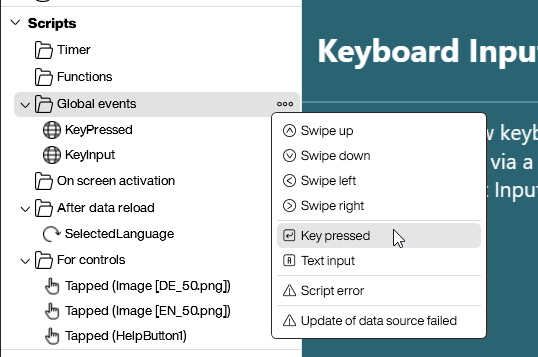 Scripts
Timer
Functions
Global events
KeyPressed
KeyInput
On screen activation
After data reload
SelectedLanguage
For controls
Tapped (Image [DE_50.png])
Tapped (Image [EN_50.png])
Tapped (HelpButton1)
Swipe up
Swipe down
Swipe left
Swipe right
Key pressed
Text input
Script error
Update of data source failed
Keyboard Inpu
keyb
via a
Inpu